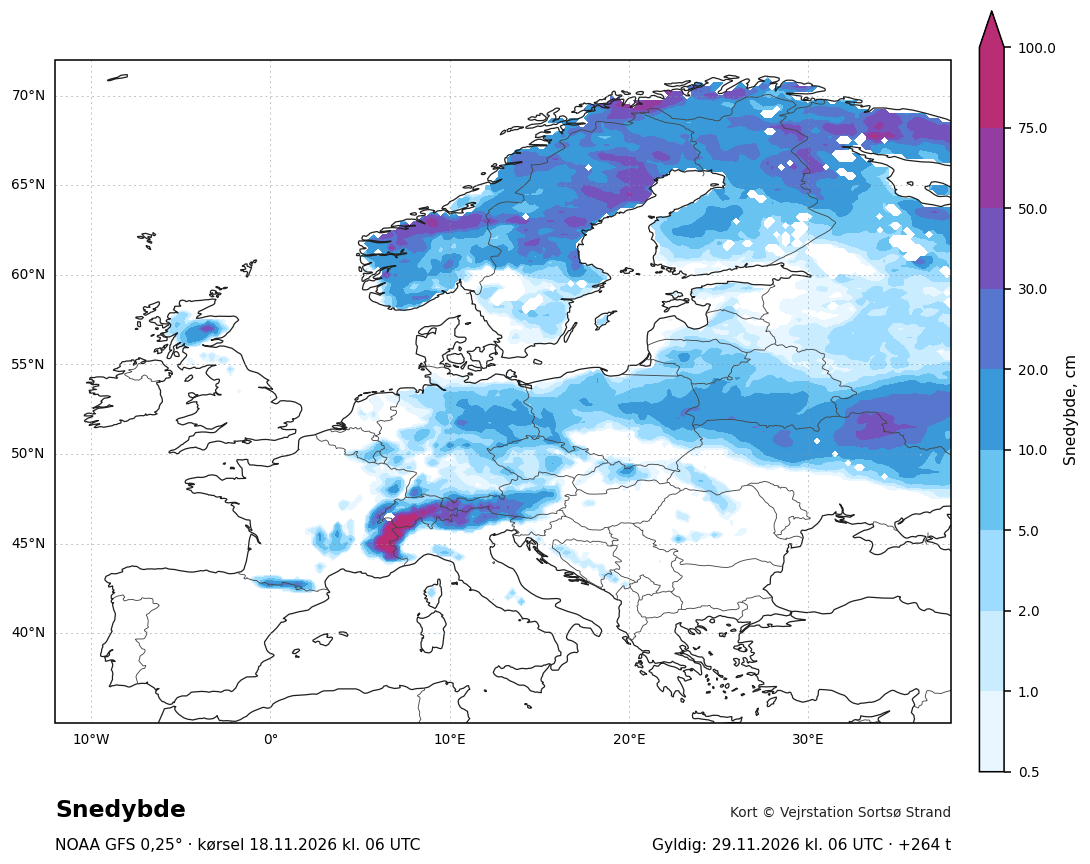 100.0
75.0
50.0
30.0
20.0
10.0
5.0
2.0
1.0
0.5
Snedybde, cm
70°N
65°N
60°N
55°N
50°N
45°N
40°N
10°W 0° 10°E 20°E 30°E
Snedybde
Kort © Vejrstation Sortsø Strand
NOAA GFS 0,25° · kørsel 18.11.2026 kl. 06 UTC
Gyldig: 29.11.2026 kl. 06 UTC · +264 t